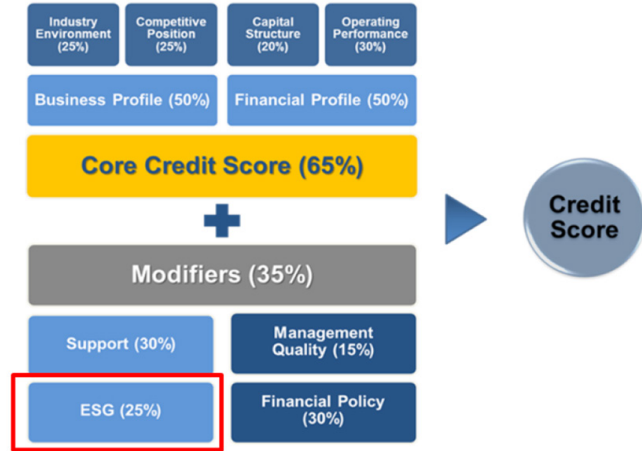 Industry
Environment
(25%)
Competitive
Position
(25%)
Capital
Structure
(20%)
Operating
Performance
(30%)
Business Profile (50%)
Financial Profile (50%)
Core Credit Score (65%)
Credit
Score
Modifiers (35%)
Support (30%)
Management
Quality (15%)
ESG (25%)
Financial Policy
(30%)